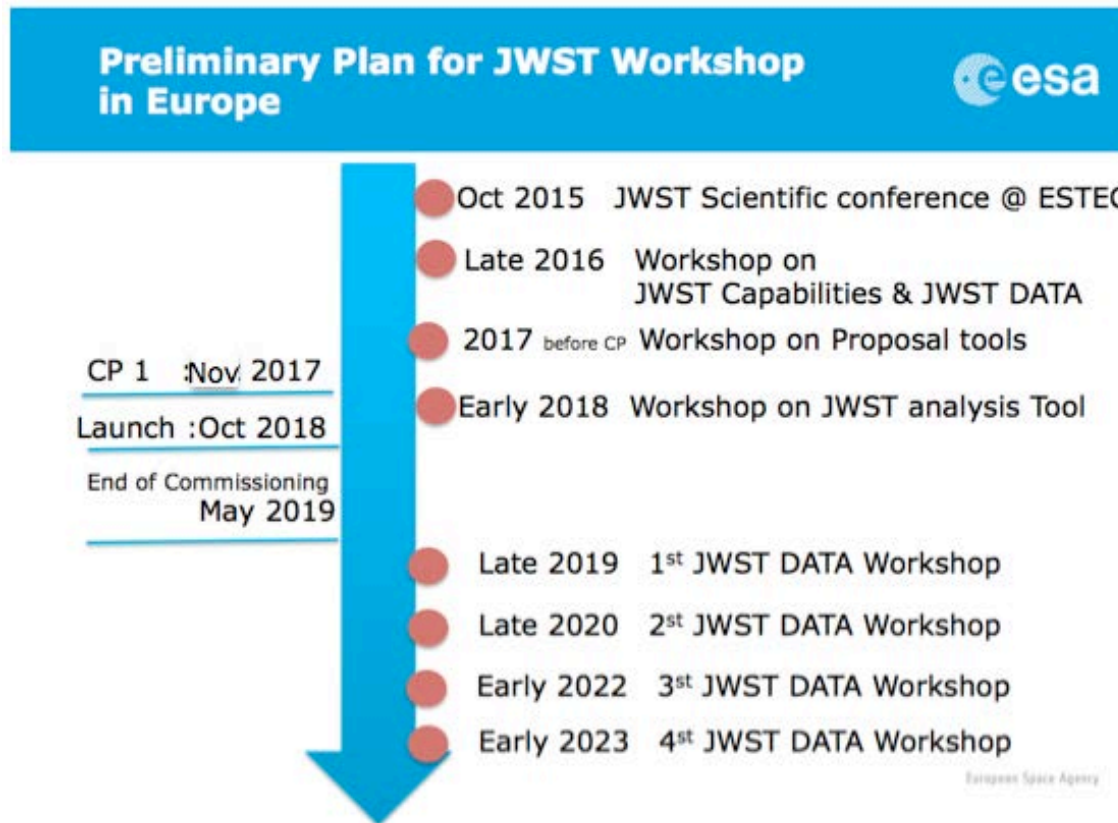 Preliminary Plan for JWST Workshop
in Europe
esa
Oct 2015 JWST Scientific conference @ ESTEC
Late 2016 Workshop on
JWST Capabilities & JWST DATA
2017 before CP Workshop on Proposal tools
CP 1 :Nov 2017
Early 2018 Workshop on JWST analysis Tool
Launch :Oct 2018
End of Commissioning
May 2019
Late 2019 1st JWST DATA Workshop
Late 2020 2st JWST DATA Workshop
Early 2022 3st JWST DATA Workshop
Early 2023 4st JWST DATA Workshop
European Space Agency